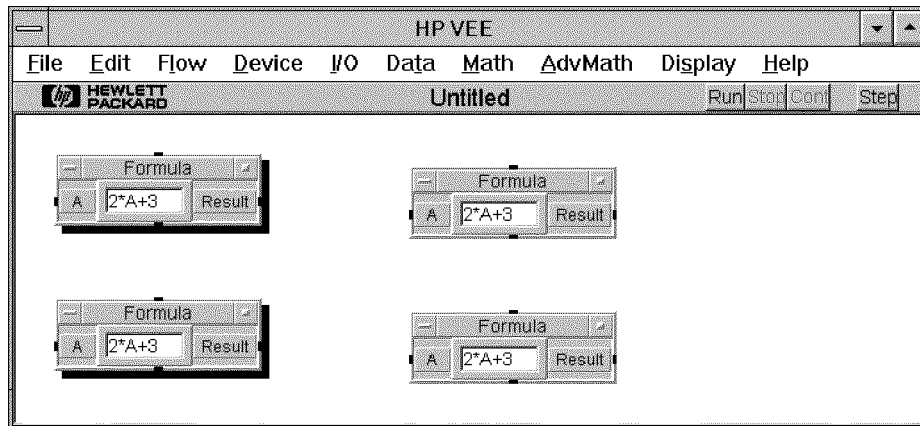 HP VEE
File Edit Flow Device I/O Data Math AdvMath Display Help
hp HEWLETT PACKARD Untitled Run Stop Cont Step
Formula
A 2*A+3 Result
Formula
A 2*A+3 Result
Formula
A 2*A+3 Result
Formula
A 2*A+3 Result